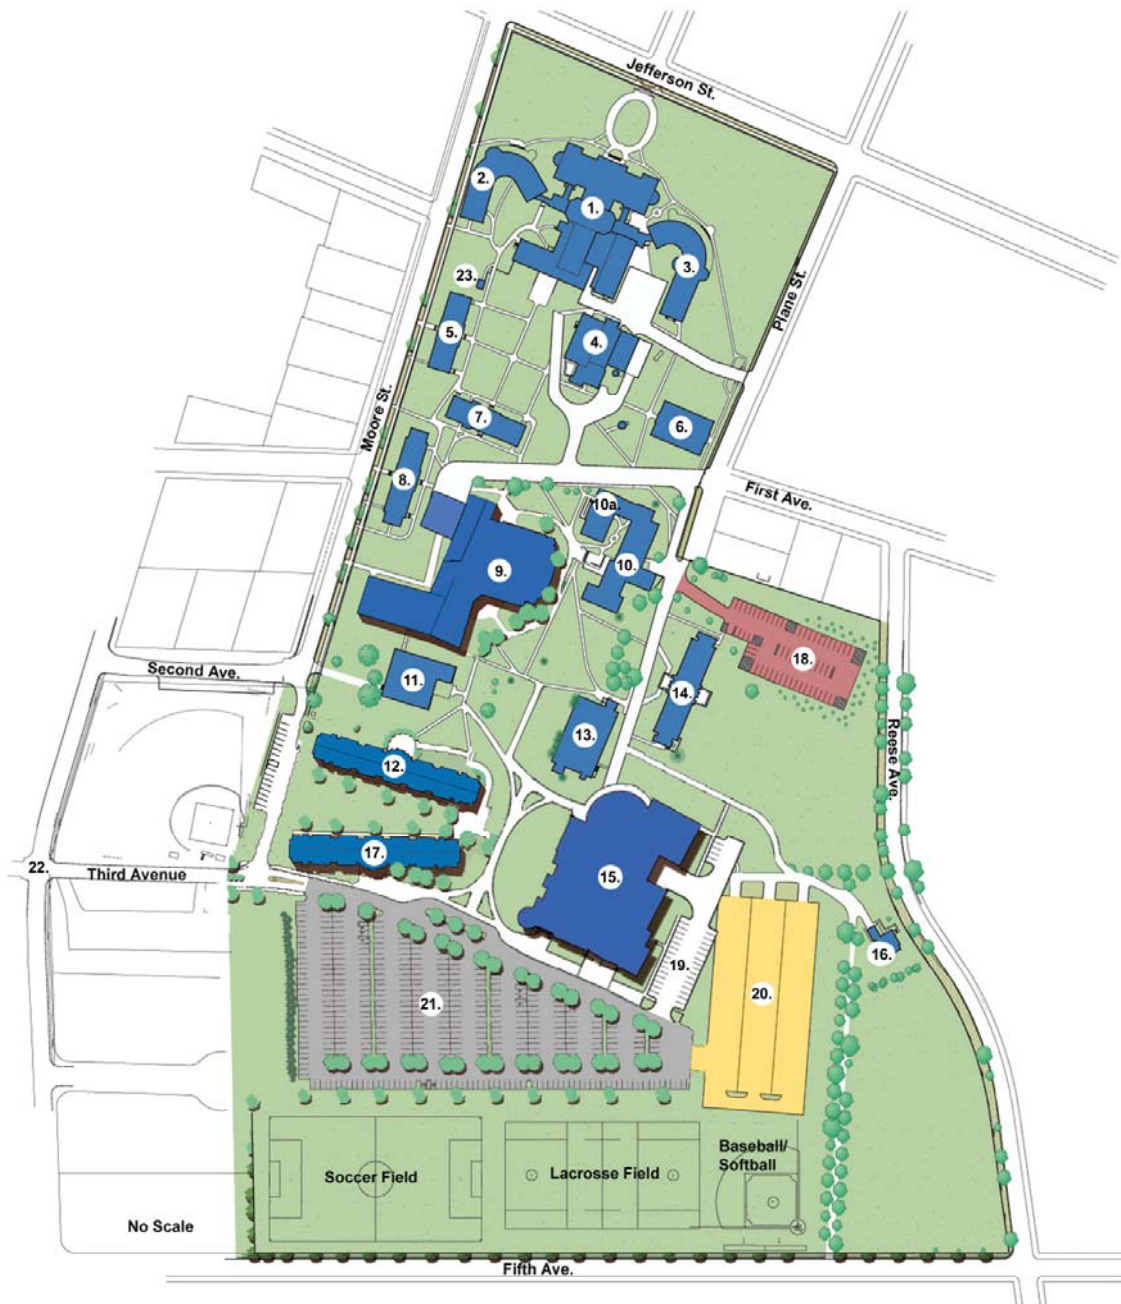 Jefferson St.
2.
1.
3.
23.
Plane St.
5.
4.
Moore St.
7.
6.
8.
10a.
First Ave.
9.
10.
Second Ave.
11.
18.
14.
13.
Reese Ave.
12.
17.
22.
Third Avenue
15.
16.
19.
20.
21.
Baseball/
Softball
Soccer Field
Lacrosse Field
No Scale
Fifth Ave.